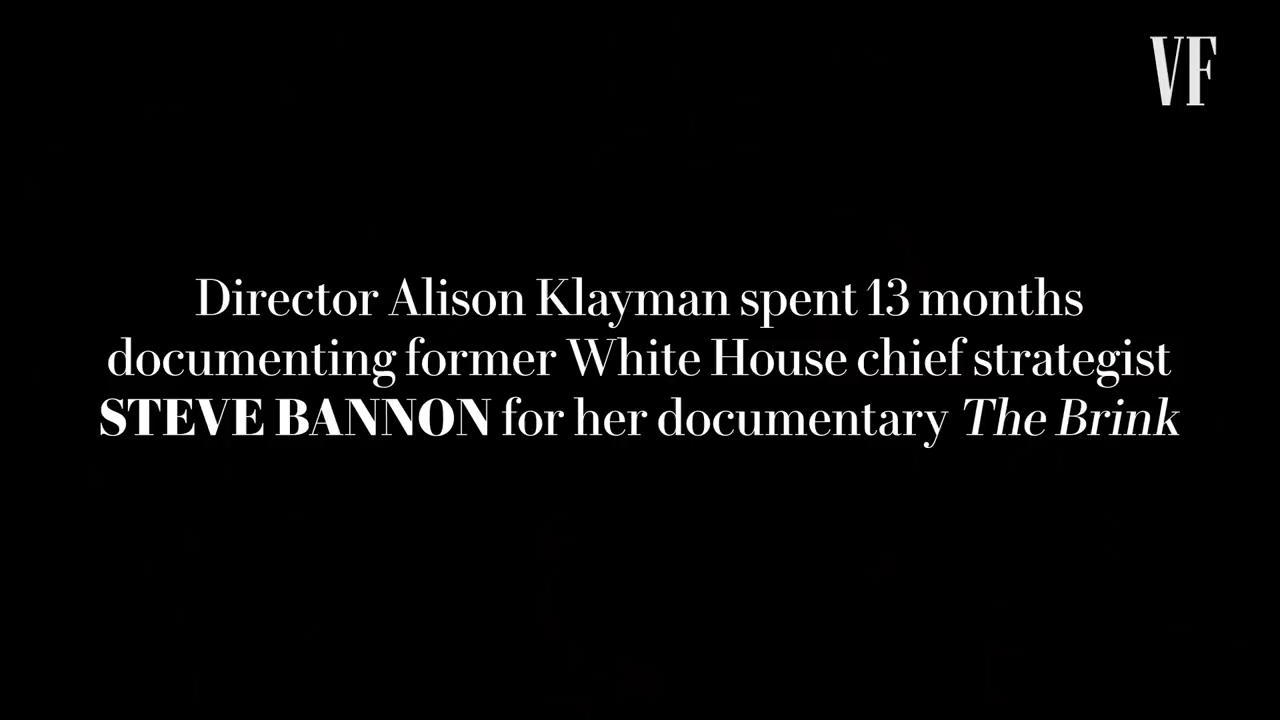 VF
Director Alison Klayman spent 13 months
documenting former White House chief strategist
STEVE BANNON for her documentary The Brink